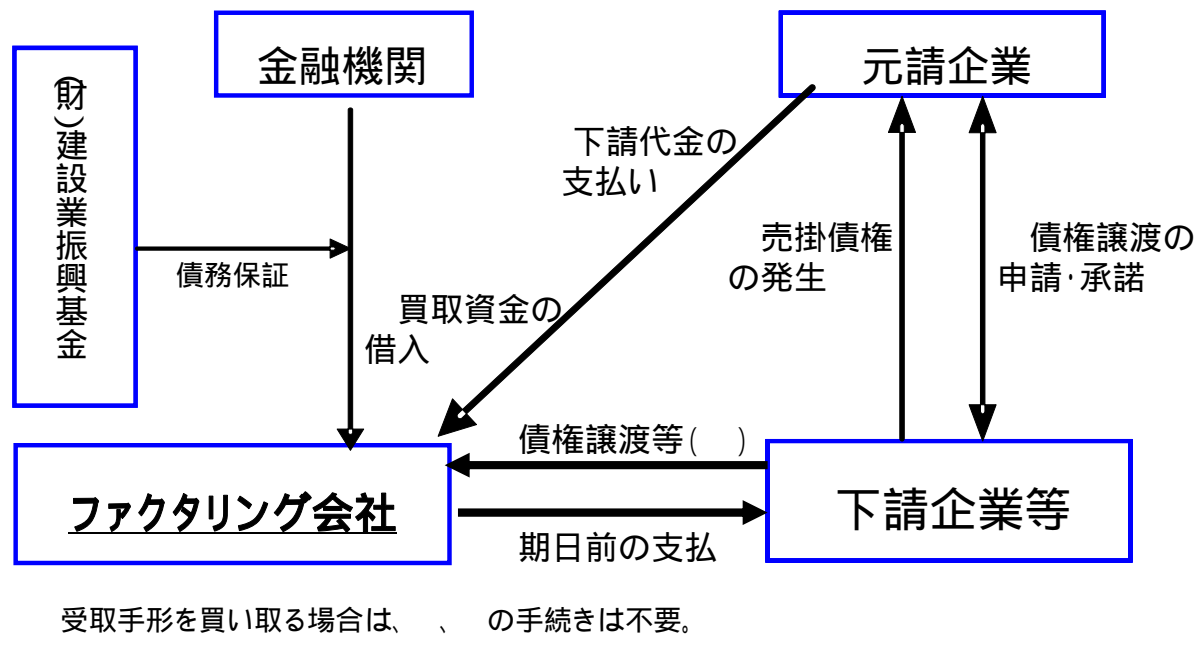 金融機関
元請企業
(財)建設業振興基金
下請代金の
支払い
売掛債権
の発生
債権譲渡の
申請・承諾
債務保証
買取資金の
借入
債権譲渡等(　)
ファクタリング会社
下請企業等
期日前の支払
受取手形を買い取る場合は、　、　の手続きは不要。